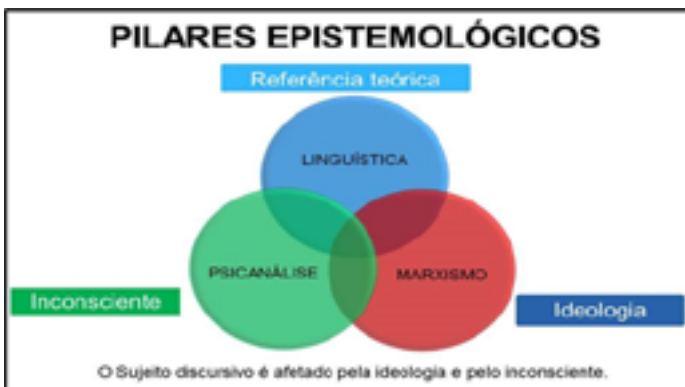 PILARES EPISTEMOLÓGICOS
Referência teórica
LINGUÍSTICA
PSICANÁLISE
MARXISMO
Inconsciente
Ideologia
O Sujeito discursivo é afetado pela ideologia e pelo inconsciente.